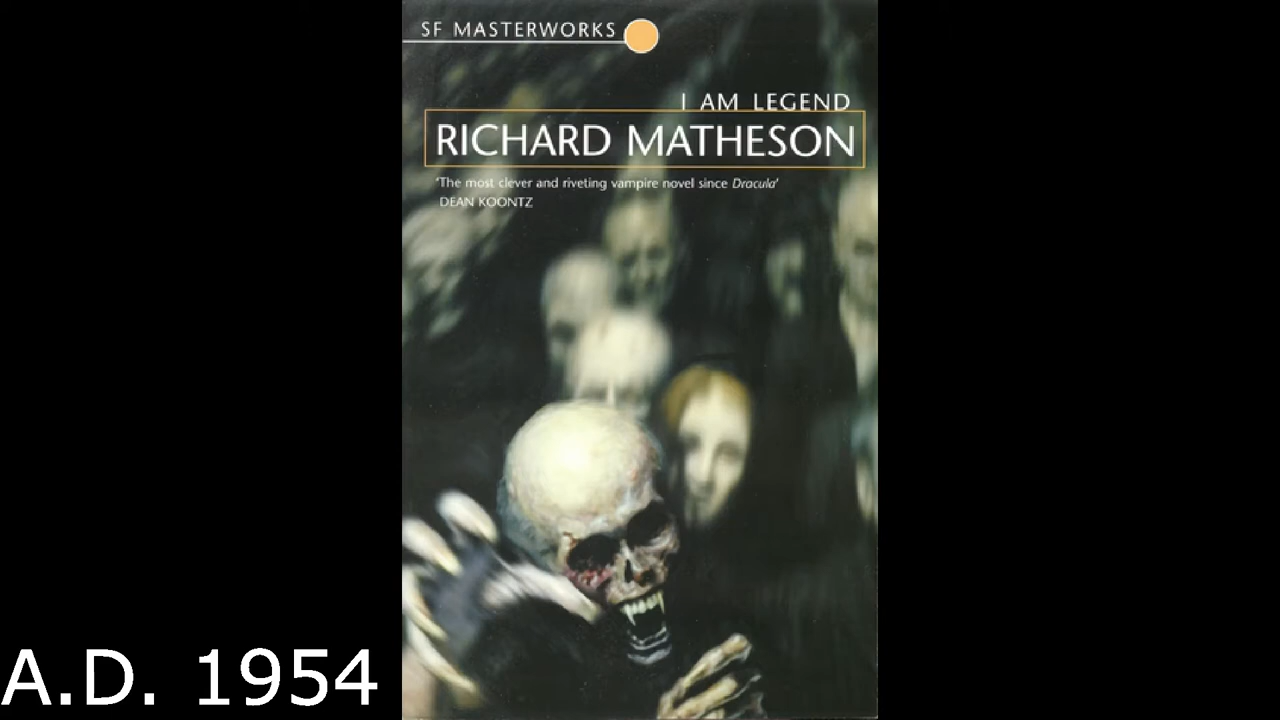 SF MASTERWORKS
I AM LEGEND
RICHARD MATHESON
'The most clever and riveting vampire novel since Dracula'
DEAN KOONTZ
A.D. 1954